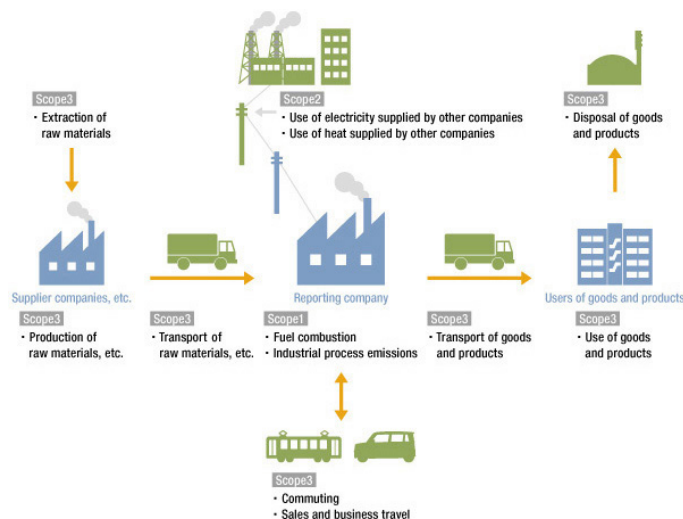 Scope3
・Extraction of
raw materials
Scope2
・Use of electricity supplied by other companies
・Use of heat supplied by other companies
Scope3
・Disposal of goods
and products
Supplier companies, etc.
Reporting company
Users of goods and products
Scope3
・Production of
raw materials, etc.
Scope3
・Transport of
raw materials, etc.
Scope1
・Fuel combustion
・Industrial process emissions
Scope3
・Transport of goods
and products
Scope3
・Use of goods
and products
Scope3
・Commuting
・Sales and business travel